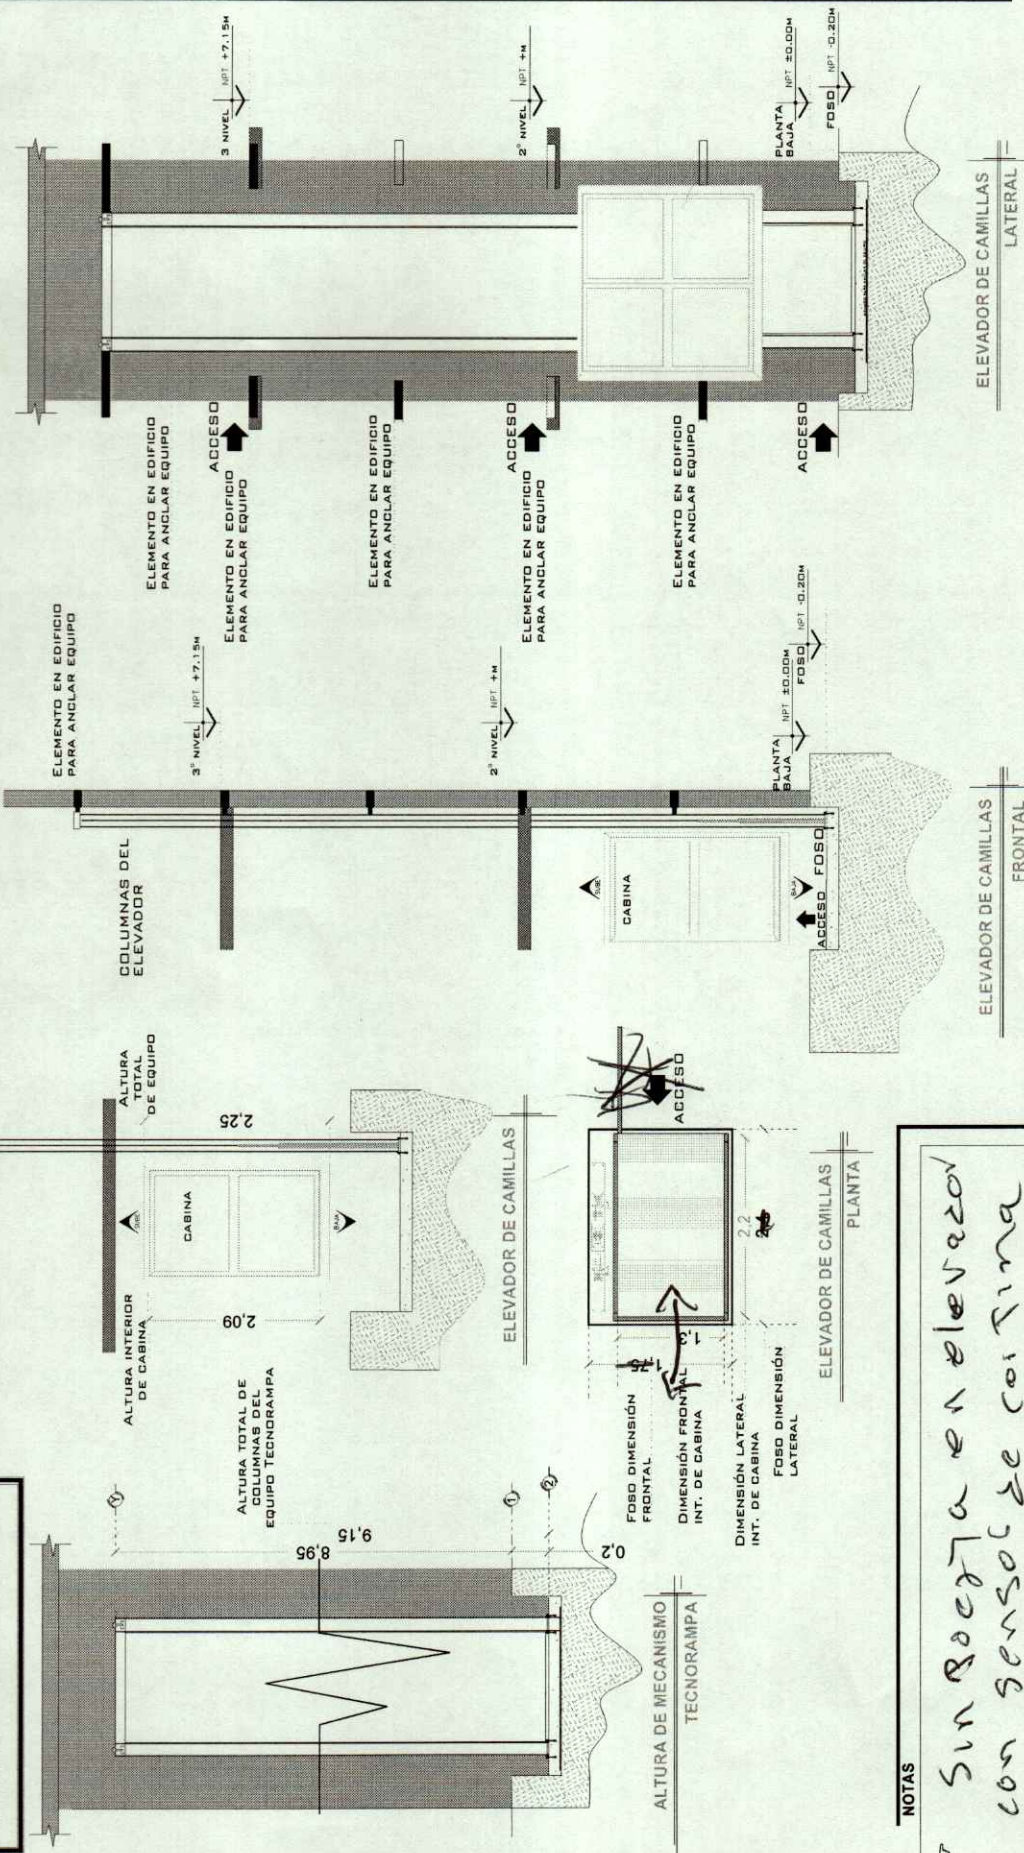 3 NIVEL NPT +7.15M
2° NIVEL NPT +M
PLANTA
BAJA NPT ±0.00M
FOSO NPT -0.20M
ELEMENTO EN EDIFICIO
PARA ANCLAR EQUIPO
ACCESO
ELEMENTO EN EDIFICIO
PARA ANCLAR EQUIPO
ELEMENTO EN EDIFICIO
PARA ANCLAR EQUIPO
ACCESO
ELEMENTO EN EDIFICIO
PARA ANCLAR EQUIPO
ELEMENTO EN EDIFICIO
PARA ANCLAR EQUIPO
ACCESO
ELEVADOR DE CAMILLAS
LATERAL
ELEMENTO EN EDIFICIO
PARA ANCLAR EQUIPO
3° NIVEL NPT +7.15M
2° NIVEL NPT +M
PLANTA
BAJA NPT ±0.00M
FOSO NPT -0.20M
COLUMNAS DEL
ELEVADOR
SUBE
CABINA
BAJA
ACCESO
FOSO
ELEVADOR DE CAMILLAS
FRONTAL
ALTURA
TOTAL
DE EQUIPO
2,25
SUBE
CABINA
BAJA
ALTURA INTERIOR
DE CABINA
2,09
ALTURA TOTAL DE
COLUMNAS DEL
EQUIPO TECNORAMPA
ELEVADOR DE CAMILLAS
ACCESO
2,2
1,3
1,75
FOSO DIMENSIÓN
FRONTAL
DIMENSIÓN FRONTAL
INT. DE CABINA
DIMENSIÓN LATERAL
INT. DE CABINA
FOSO DIMENSIÓN
LATERAL
ELEVADOR DE CAMILLAS
PLANTA
Y
1
2
9,15
8,95
0,2
ALTURA DE MECANISMO
TECNORAMPA
NOTAS
Sin en elevador
con sensor de cortina